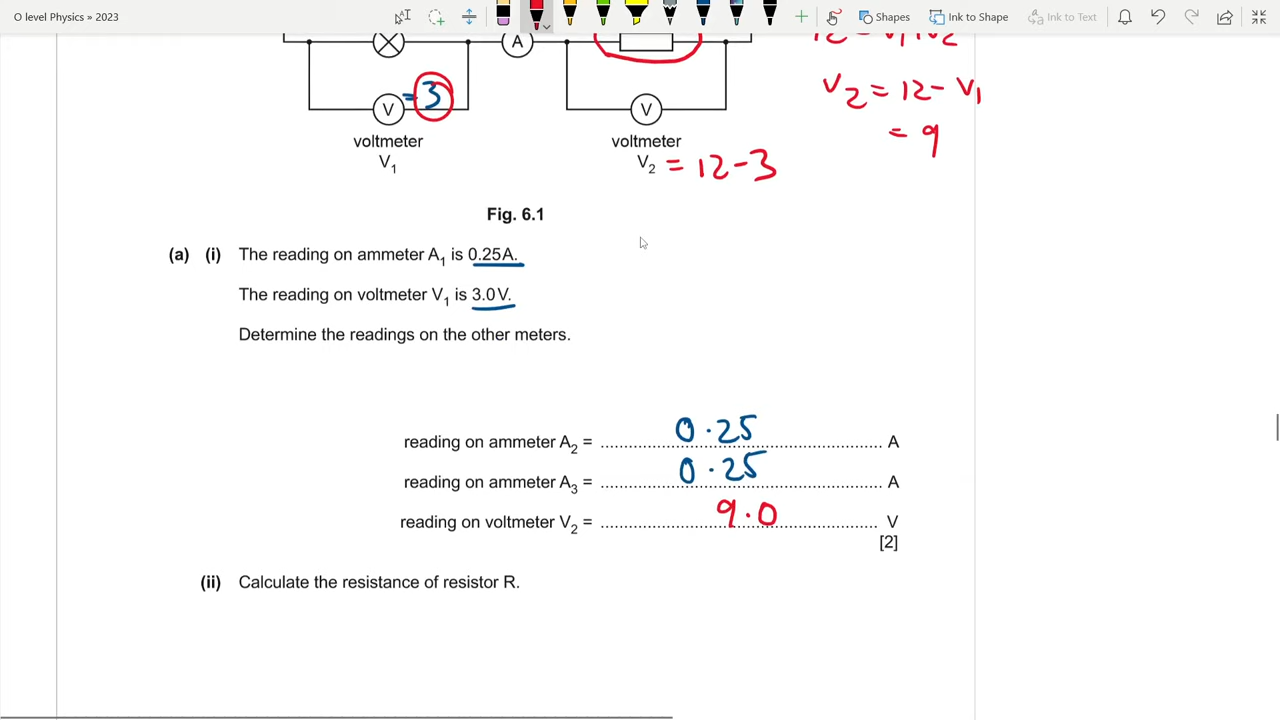 O level Physics » 2023
Shapes
Ink to Shape
Ink to Text
A
12 = V1 + V2
V = 3
V
V2 = 12 - V1
= 9
voltmeter
V1
voltmeter
V2 = 12 - 3
Fig. 6.1
(a) (i) The reading on ammeter A1 is 0.25A.
The reading on voltmeter V1 is 3.0V.
Determine the readings on the other meters.
reading on ammeter A2 = 0.25 A
reading on ammeter A3 = 0.25 A
reading on voltmeter V2 = 9.0 V
[2]
(ii) Calculate the resistance of resistor R.